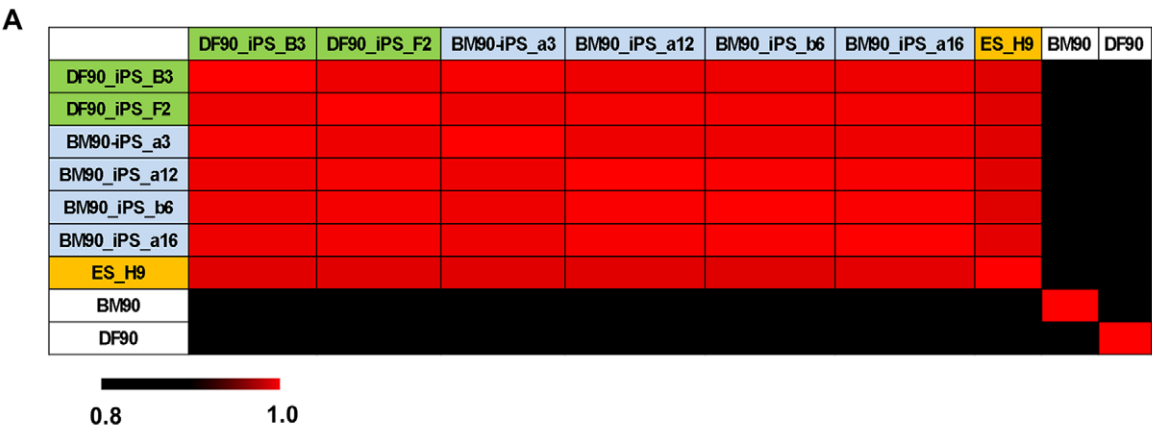 A
DF90_iPS_B3 DF90_iPS_F2 BM90-iPS_a3 BM90_iPS_a12 BM90_iPS_b6 BM90_iPS_a16 ES_H9 BM90 DF90
DF90_iPS_B3
DF90_iPS_F2
BM90-iPS_a3
BM90_iPS_a12
BM90_iPS_b6
BM90_iPS_a16
ES_H9
BM90
DF90
0.8 1.0